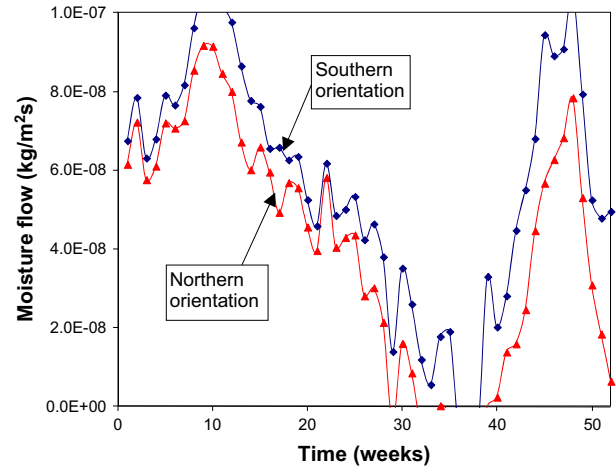 1.0E-07
8.0E-08
6.0E-08
4.0E-08
2.0E-08
0.0E+00
Moisture flow (kg/m²s)
Southern
orientation
Northern
orientation
0 10 20 30 40 50
Time (weeks)